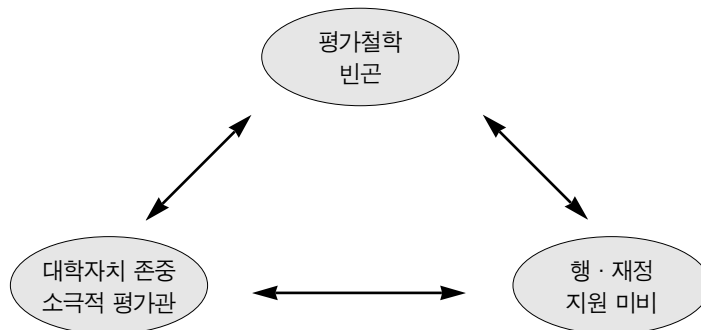 평가철학
빈곤
대학자치 존중
소극적 평가관
행 · 재정
지원 미비